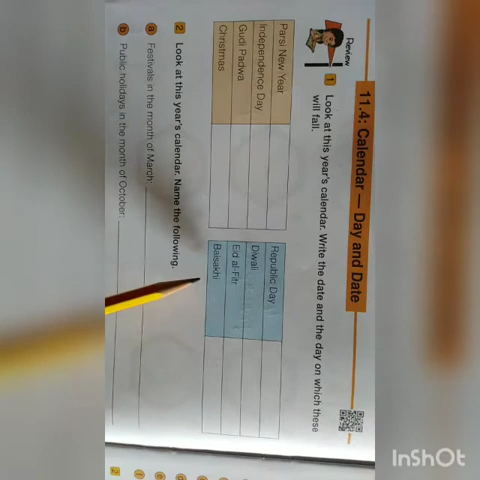 11.4: Calendar — Day and Date
Review
1 Look at this year's calendar. Write the date and the day on which these
will fall.
Parsi New Year
Independence Day
Gudi Padwa
Christmas
Republic Day
Diwali
Eid al-Fitr
Baisakhi
2 Look at this year's calendar. Name the following.
a Festivals in the month of March:
b Public holidays in the month of October:
2
InShOt